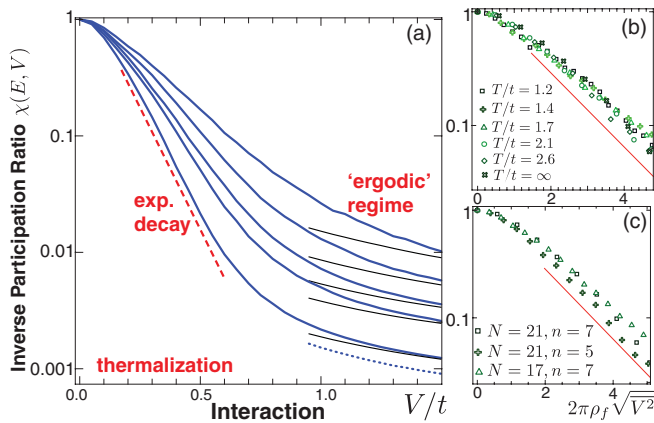 (a)
Inverse Participation Ratio χ(E, V)
1
0.1
0.01
0.001
exp.
decay
'ergodic'
regime
thermalization
0.0
0.5
1.0
Interaction
V/t
(b)
T/t = 1.2
T/t = 1.4
T/t = 1.7
T/t = 2.1
T/t = 2.6
T/t = ∞
0.1
0
2
4
(c)
1
0.1
N = 21, n = 7
N = 21, n = 5
N = 17, n = 7
0
2
4
2πρ_f √V̅²